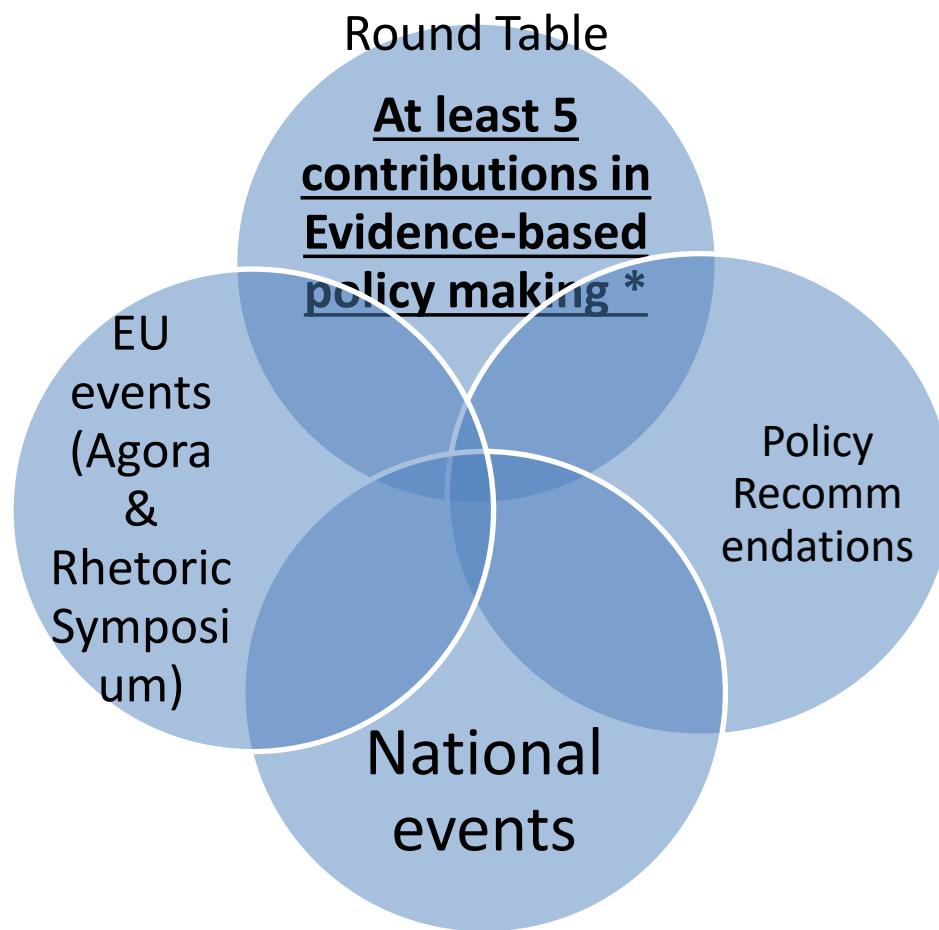 Round Table
At least 5
contributions in
Evidence-based
policy making *
EU
events
(Agora
&
Rhetoric
Symposi
um)
Policy
Recomm
endations
National
events